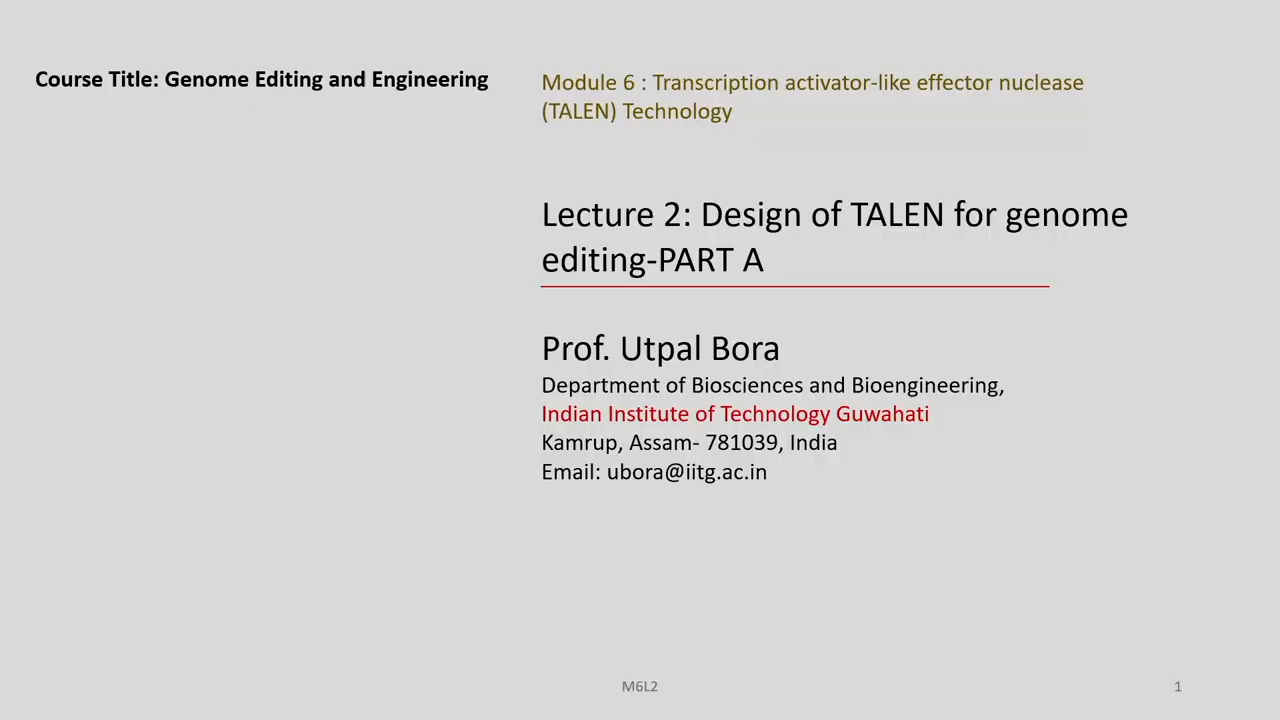 Course Title: Genome Editing and Engineering
Module 6 : Transcription activator-like effector nuclease
(TALEN) Technology
Lecture 2: Design of TALEN for genome
editing-PART A
Prof. Utpal Bora
Department of Biosciences and Bioengineering,
Indian Institute of Technology Guwahati
Kamrup, Assam- 781039, India
Email: ubora@iitg.ac.in
M6L2
1